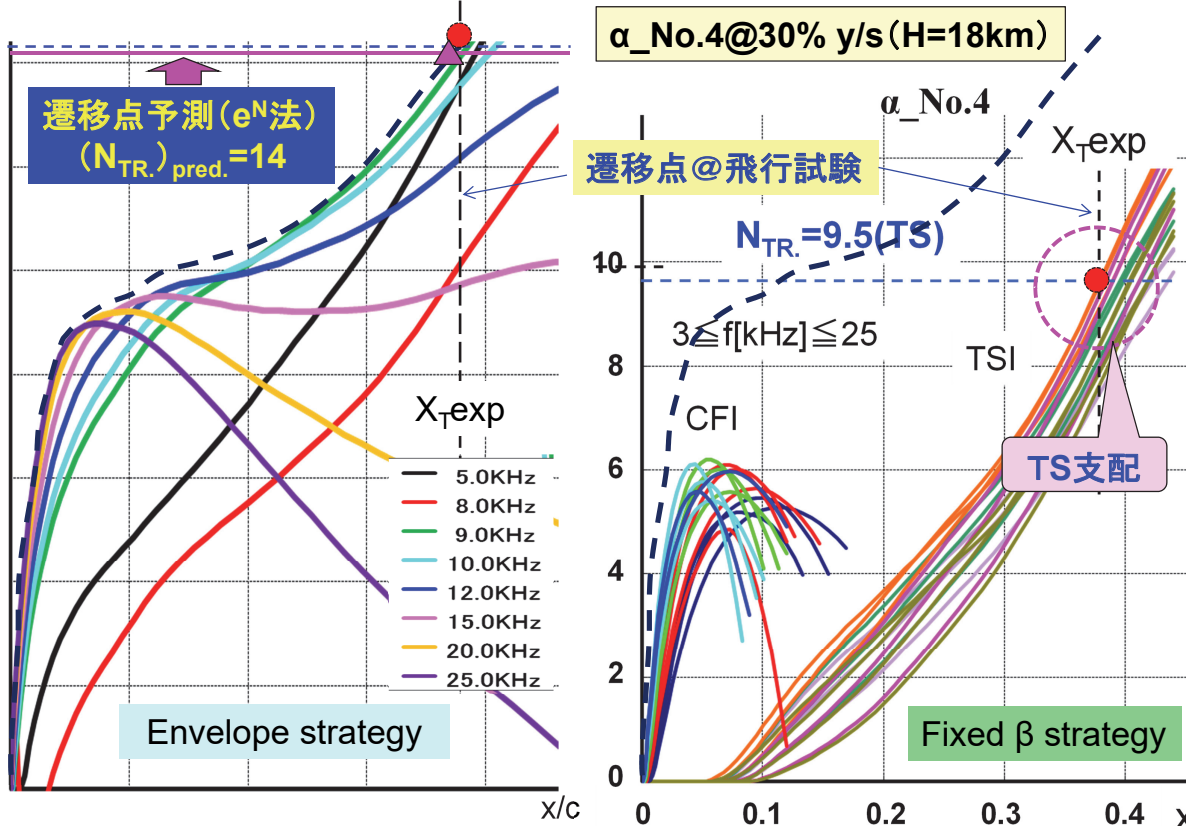 遷移点予測(eᴺ法)
(N_TR.)_pred.=14
X_Texp
5.0KHz
8.0KHz
9.0KHz
10.0KHz
12.0KHz
15.0KHz
20.0KHz
25.0KHz
Envelope strategy
x/c
α_No.4@30% y/s(H=18km)
α_No.4
X_Texp
遷移点@飛行試験
N_TR.=9.5(TS)
10
3≦f[kHz]≦25
8
TSI
CFI
6
TS支配
4
2
Fixed β strategy
0
0 0.1 0.2 0.3 0.4 x